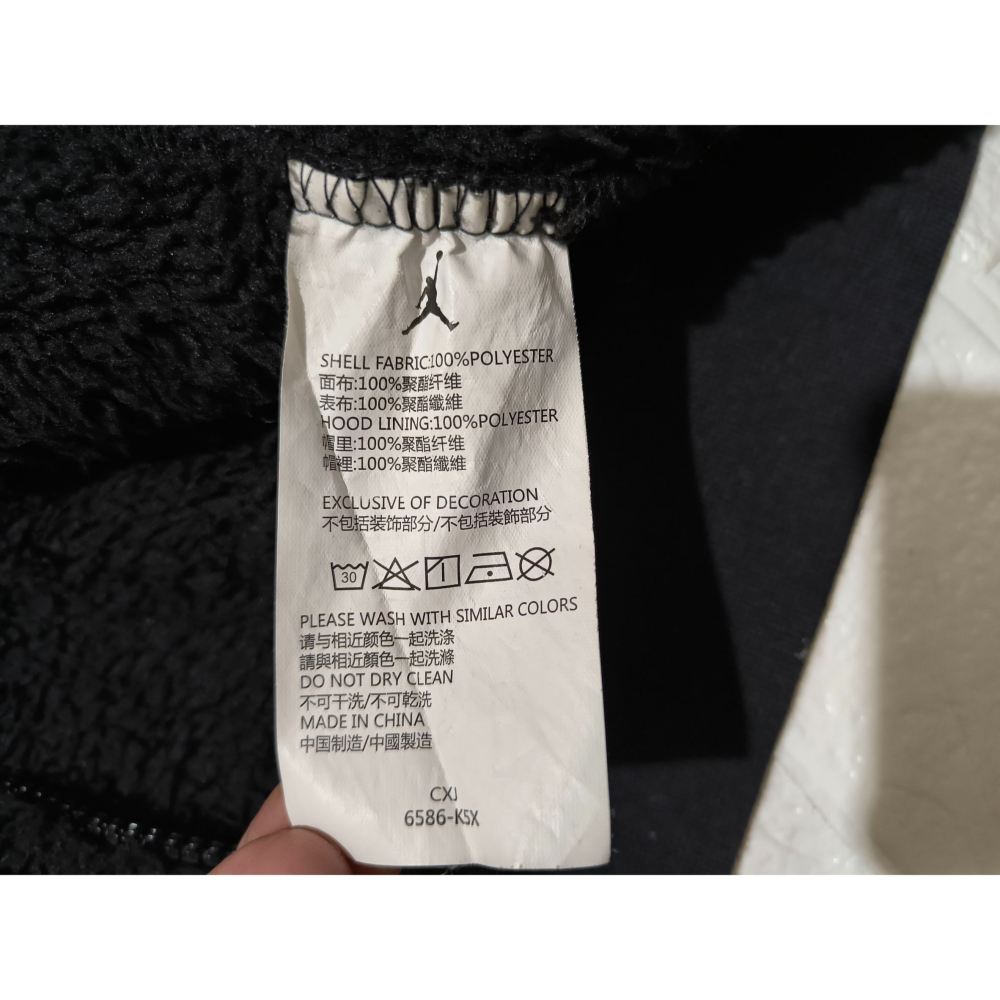 SHELL FABRIC:100%POLYESTER
面布:100%聚酯纤维
表布:100%聚酯纖維
HOOD LINING:100%POLYESTER
帽里:100%聚酯纤维
帽裡:100%聚酯纖維
EXCLUSIVE OF DECORATION
不包括装饰部分/不包括裝飾部分
30
PLEASE WASH WITH SIMILAR COLORS
请与相近颜色一起洗涤
請與相近顏色一起洗滌
DO NOT DRY CLEAN
不可干洗/不可乾洗
MADE IN CHINA
中国制造/中國製造
CXJ
6586-K5X